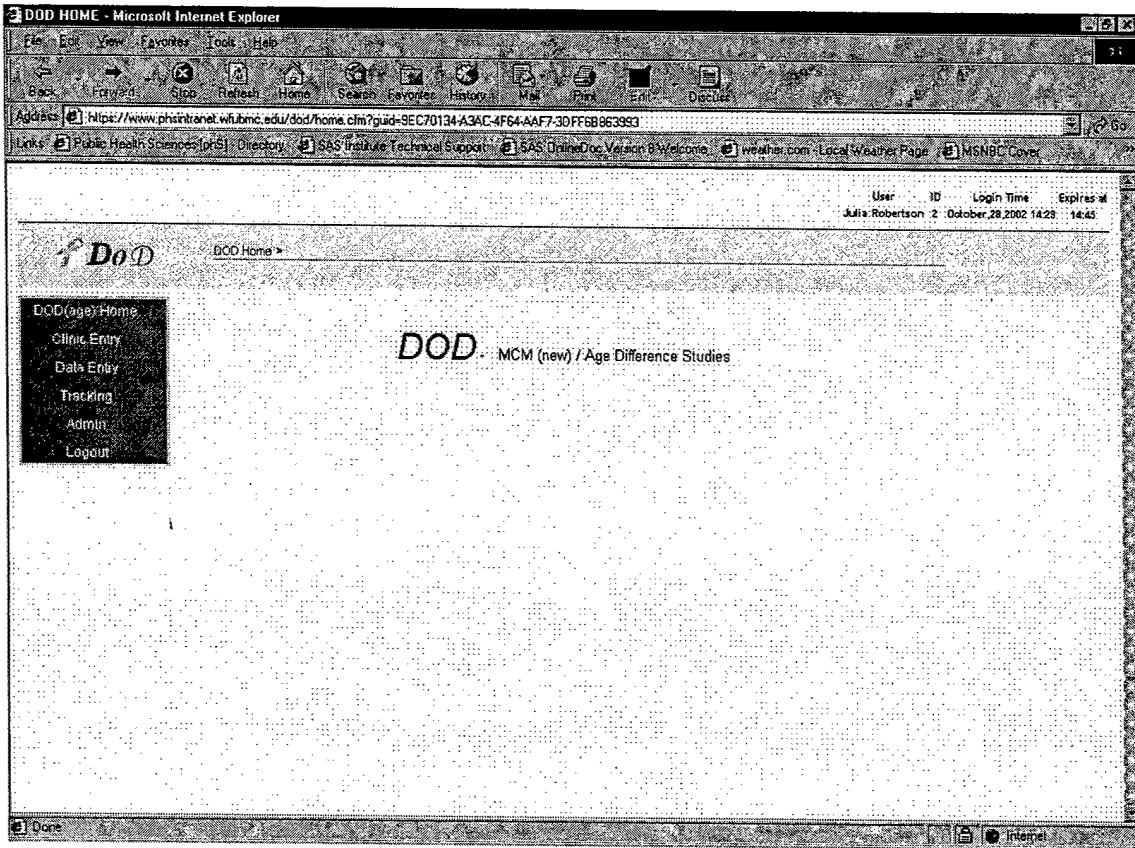 DOD HOME - Microsoft Internet Explorer
File Edit View Favorites Tools Help
Back Forward Stop Refresh Home Search Favorites History Mail Print Edit Discuss
Address https://www.phsintranet.wfubmc.edu/dod/home.cfm?guid=9EC70134-A3AC-4F64-AAF7-3DFF6B863993 Go
Links Public Health Sciences [phS] Directory SAS Institute Technical Support SAS OnlineDoc Version 8 Welcome weather.com - Local Weather Page MSNBC Cover
User ID Login Time Expires at
Julia Robertson 2 October,28,2002 14:29 14:45
DoD DOD Home >
DOD(age) Home
Clinic Entry
Data Entry
Tracking
Admin
Logout
DOD - MCM (new) / Age Difference Studies
Done Internet